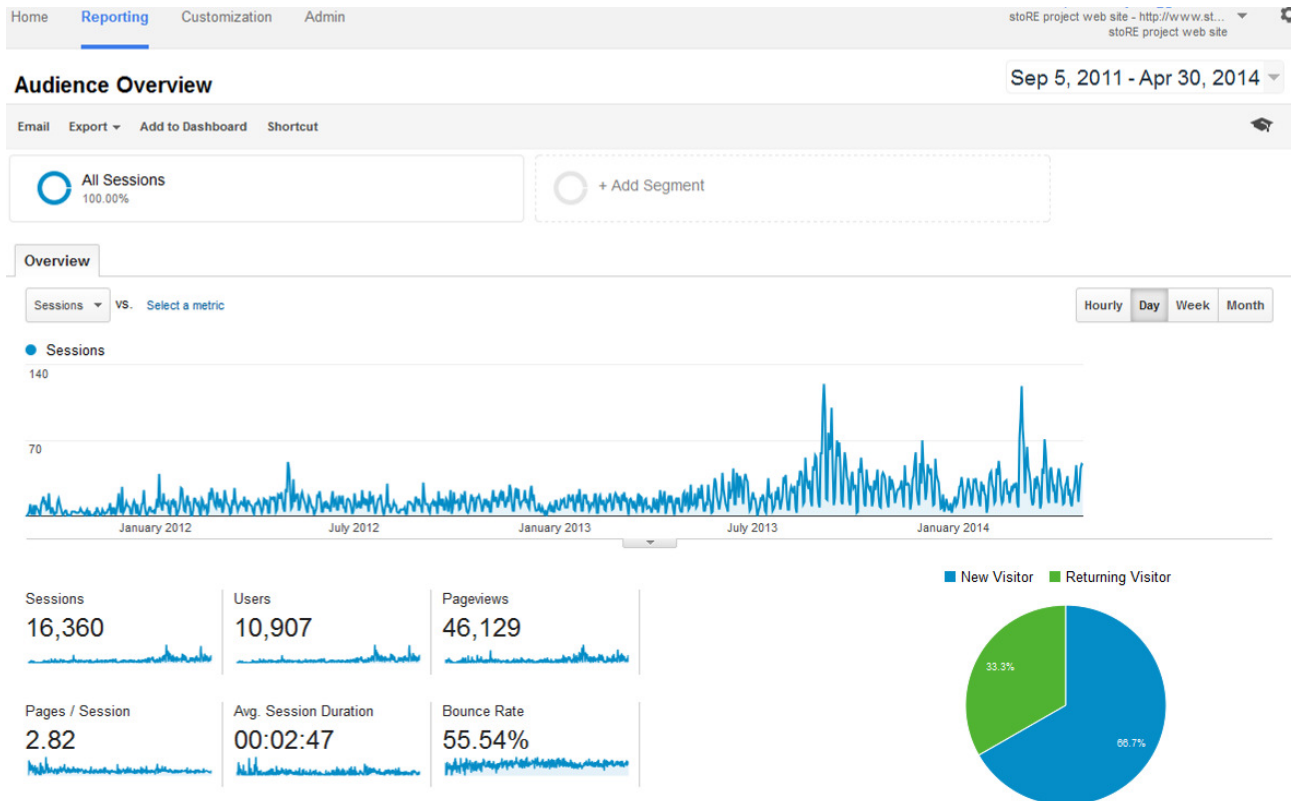 Home Reporting Customization Admin
stoRE project web site - http://www.st...
stoRE project web site
Audience Overview
Sep 5, 2011 - Apr 30, 2014
Email Export Add to Dashboard Shortcut
All Sessions
100.00%
+ Add Segment
Overview
Sessions VS. Select a metric
Hourly Day Week Month
Sessions
140
70
January 2012 July 2012 January 2013 July 2013 January 2014
New Visitor Returning Visitor
Sessions Users Pageviews
16,360 10,907 46,129
33.3%
Pages / Session Avg. Session Duration Bounce Rate
2.82 00:02:47 55.54%
66.7%